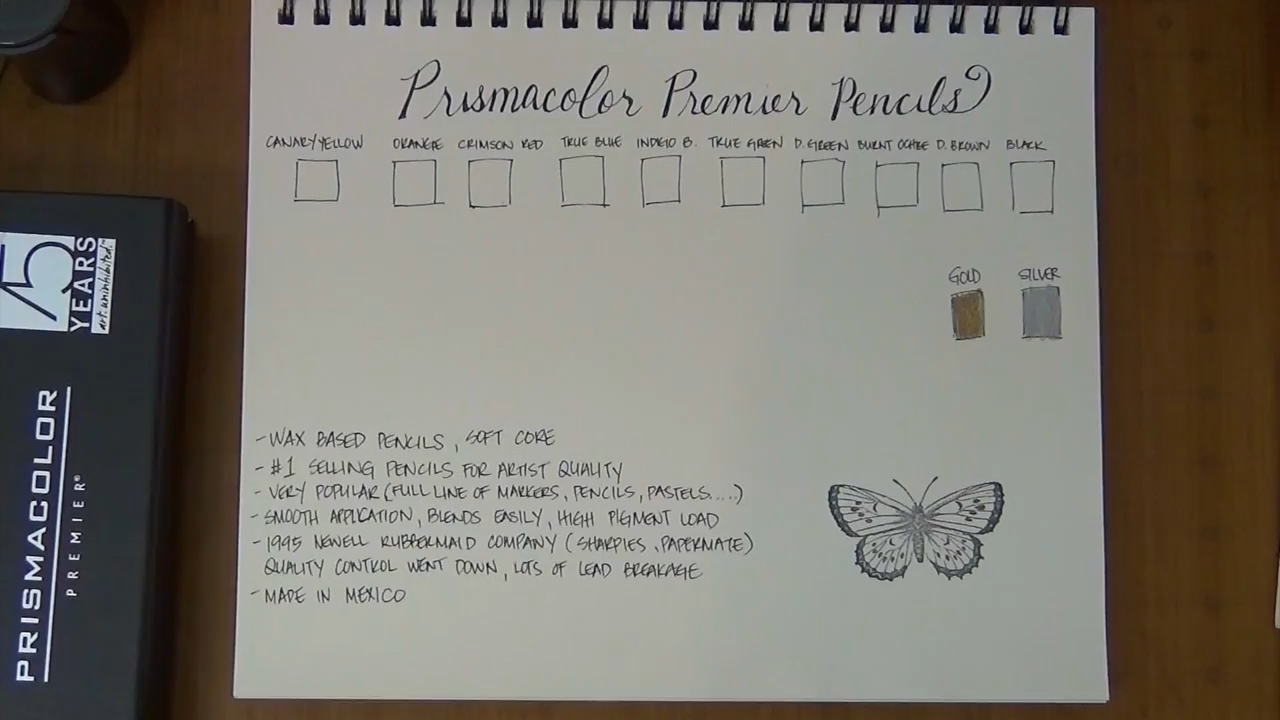 Prismacolor Premier Pencils
CANARY YELLOW ORANGE CRIMSON RED TRUE BLUE INDIGO B. TRUE GREEN D. GREEN BURNT OCHRE D. BROWN BLACK
GOLD SILVER
- WAX BASED PENCILS, SOFT CORE
- #1 SELLING PENCILS FOR ARTIST QUALITY
- VERY POPULAR (FULL LINE OF MARKERS, PENCILS, PASTELS....)
- SMOOTH APPLICATION, BLENDS EASILY, HIGH PIGMENT LOAD
- 1995 NEWELL RUBBERMAID COMPANY (SHARPIES, PAPERMATE)
QUALITY CONTROL WENT DOWN, LOTS OF LEAD BREAKAGE
- MADE IN MEXICO
75
YEARS
art. uninhibited.™
PRISMACOLOR
PREMIER®